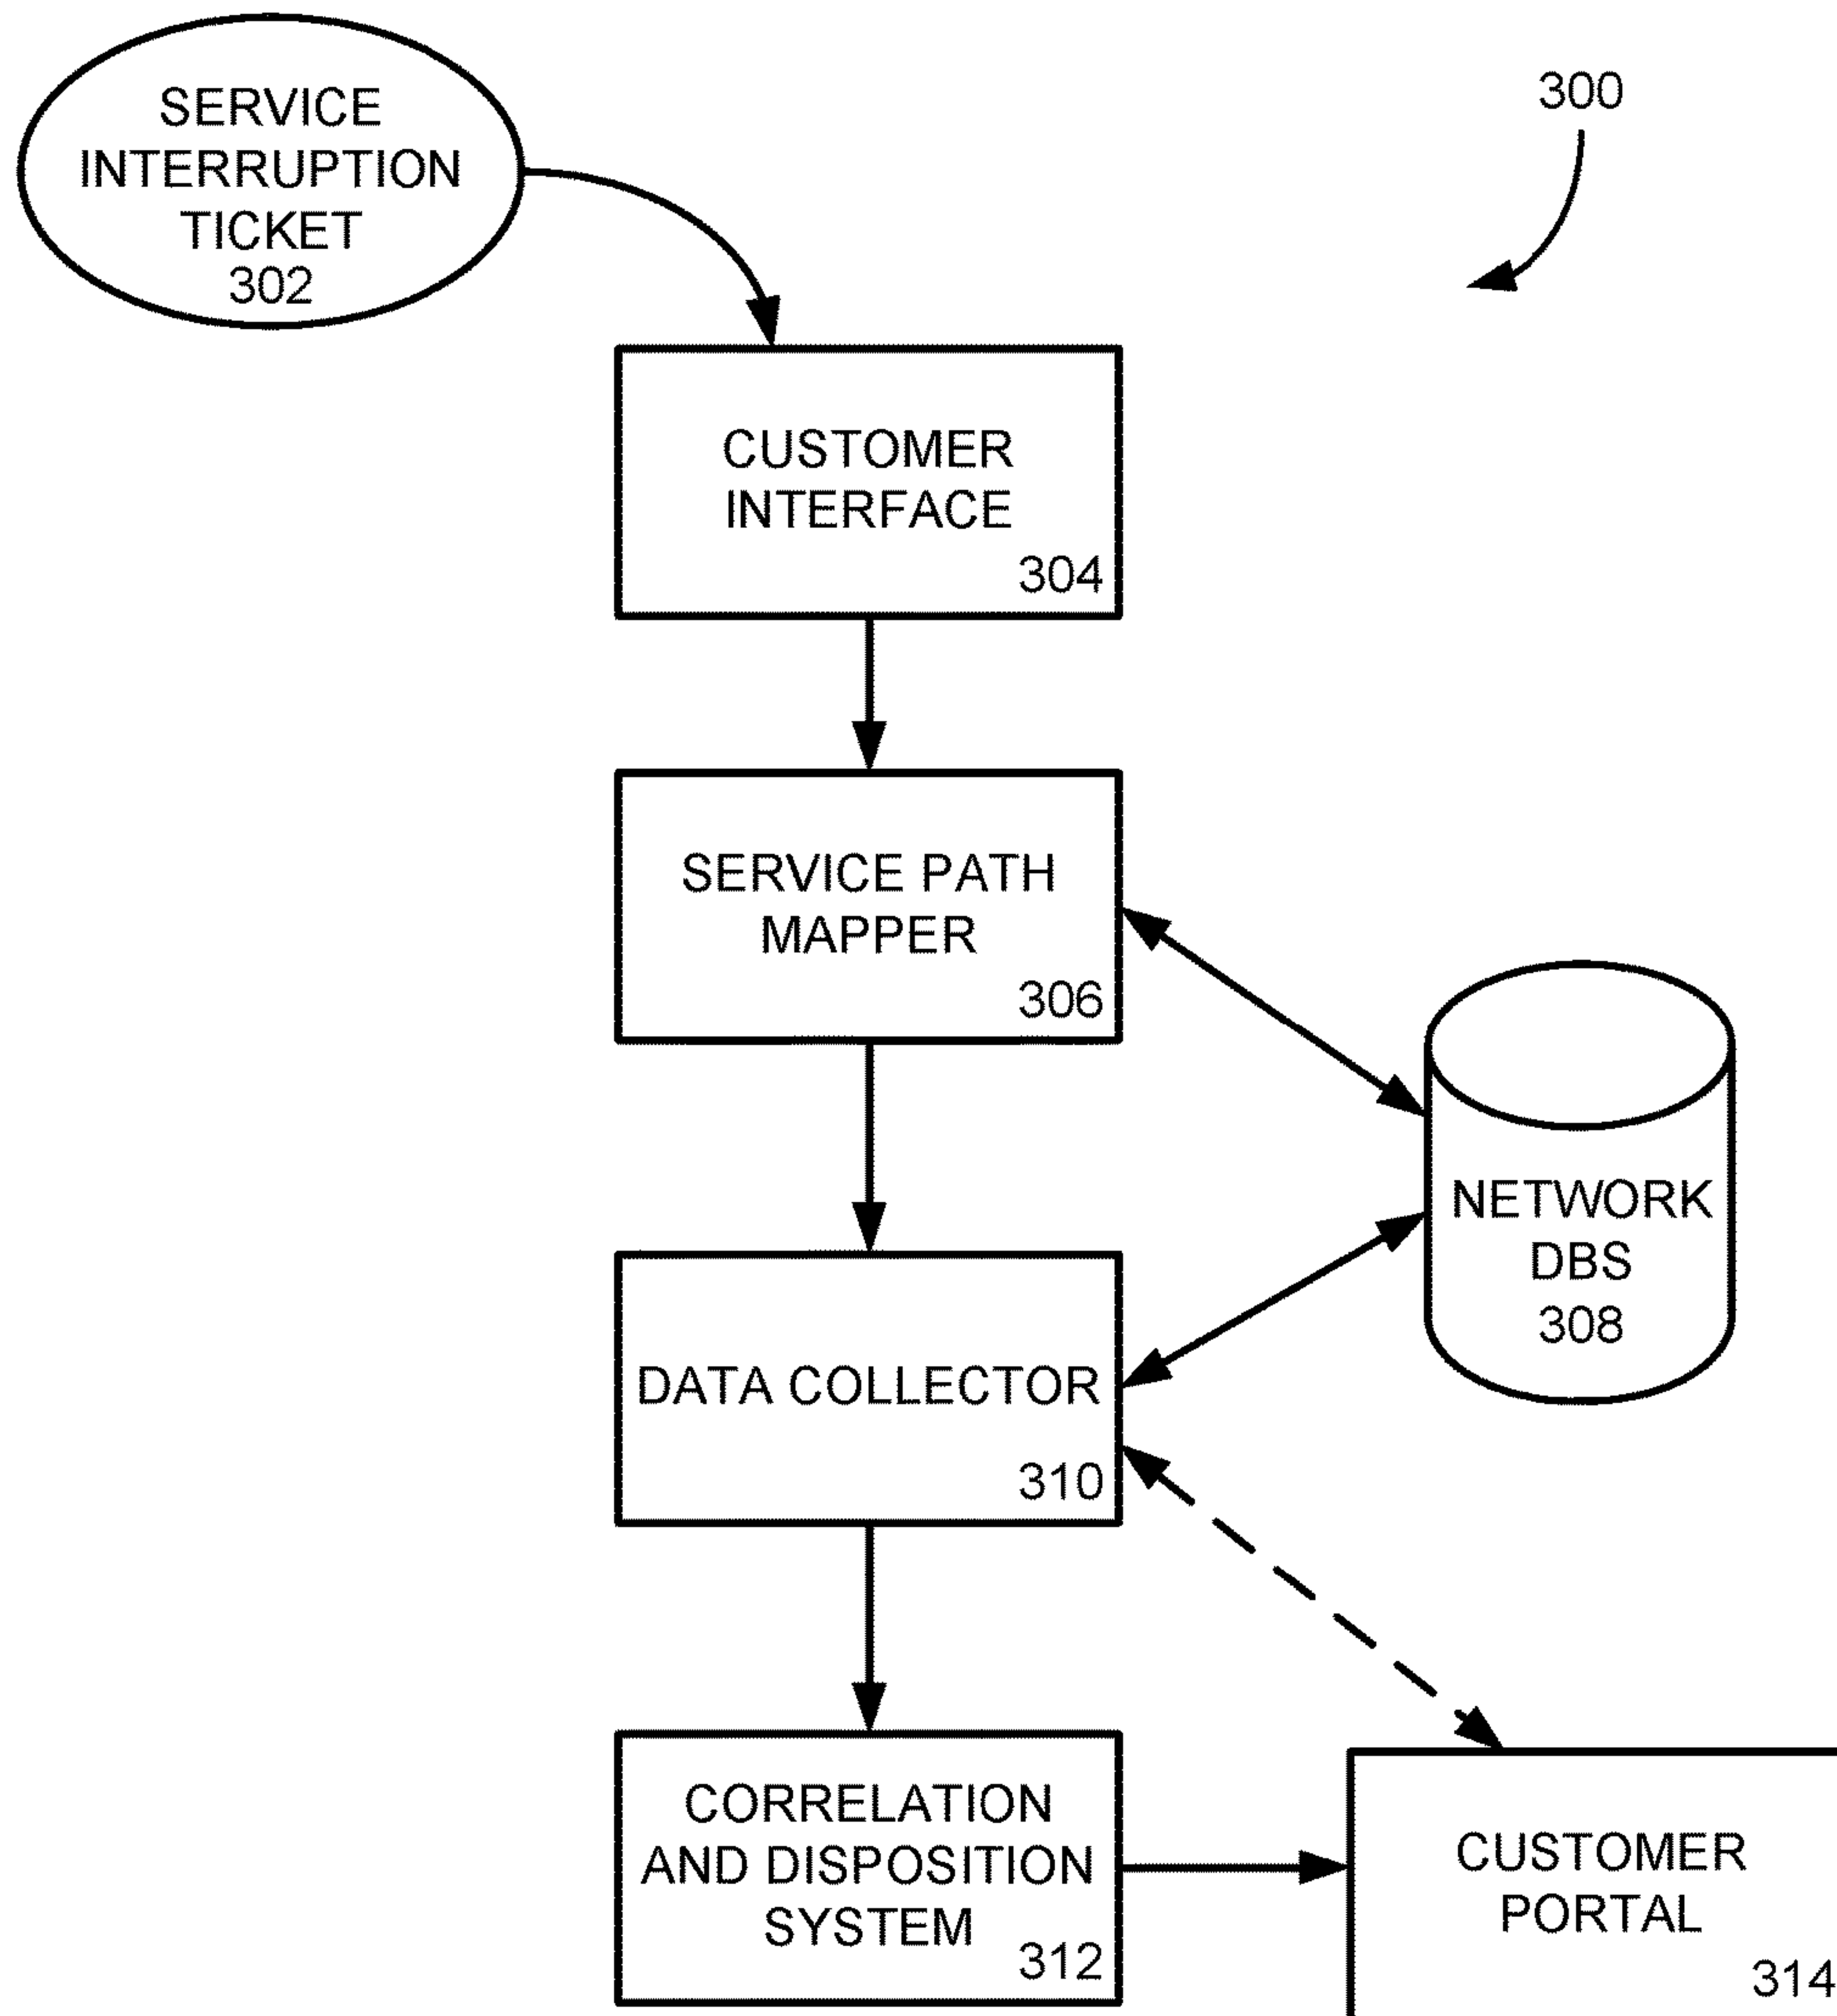 SERVICE
INTERRUPTION
TICKET
302
300
CUSTOMER
INTERFACE
304
SERVICE PATH
MAPPER
306
NETWORK
DBS
308
DATA COLLECTOR
310
CORRELATION
AND DISPOSITION
SYSTEM
312
CUSTOMER
PORTAL
314